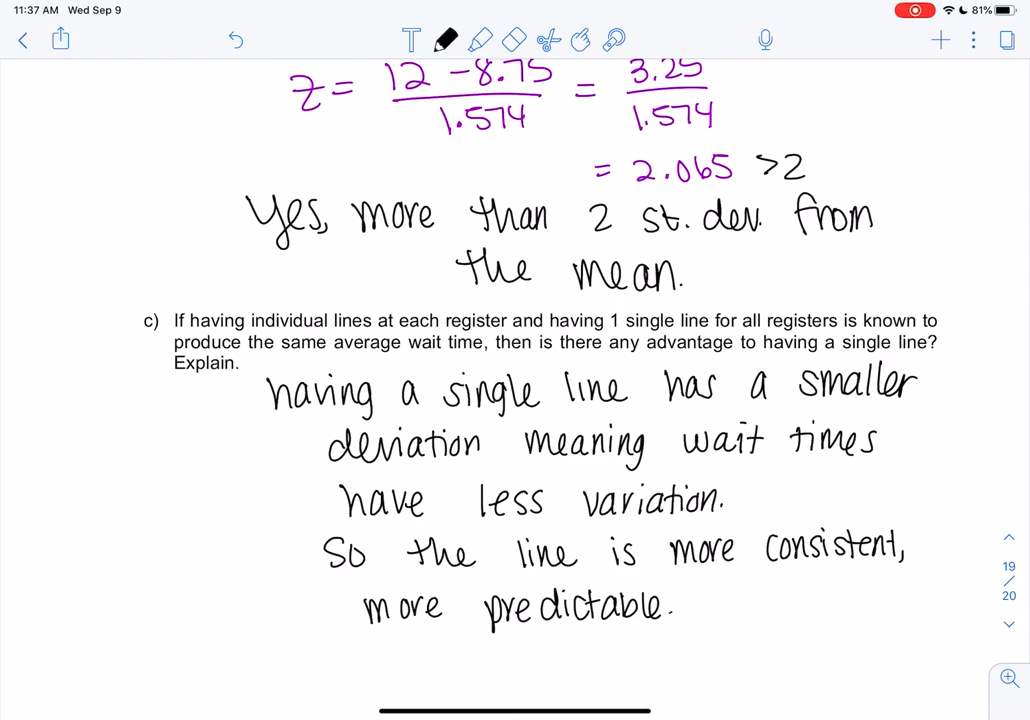 11:37 AM Wed Sep 9
81%
T
z = 12 - 8.75 / 1.574 = 3.25 / 1.574
= 2.065 >2
Yes, more than 2 st. dev. from
the mean.
c) If having individual lines at each register and having 1 single line for all registers is known to
produce the same average wait time, then is there any advantage to having a single line?
Explain.
having a single line has a smaller
deviation meaning wait times
have less variation.
So the line is more consistent,
more predictable.
19
/
20